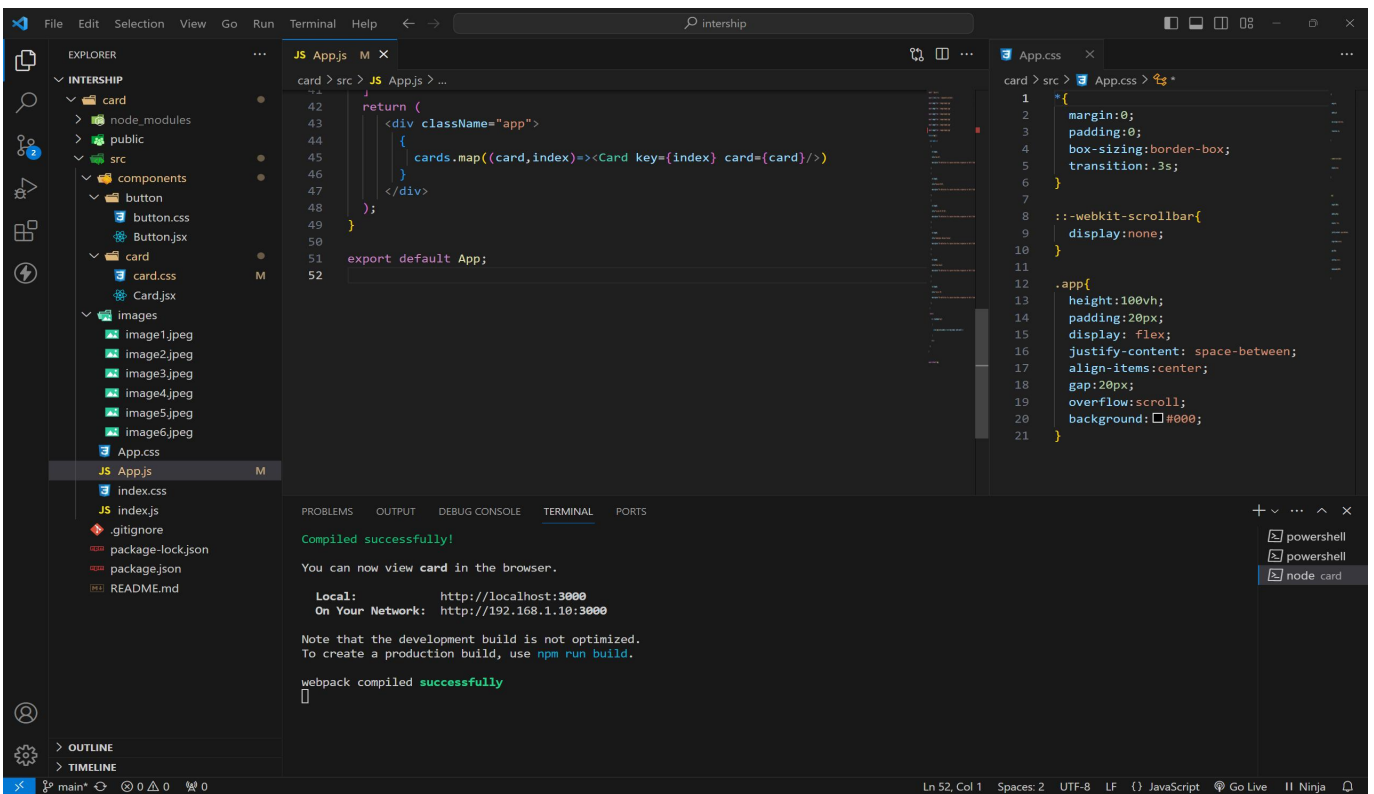 File Edit Selection View Go Run Terminal Help intership
EXPLORER
INTERSHIP
card
node_modules
public
src
components
button
button.css
Button.jsx
card
card.css M
Card.jsx
images
image1.jpeg
image2.jpeg
image3.jpeg
image4.jpeg
image5.jpeg
image6.jpeg
App.css
JS App.js M
index.css
JS index.js
.gitignore
package-lock.json
package.json
README.md
OUTLINE
TIMELINE
2
JS App.js M
card > src > JS App.js > ...
41 ]
42 return (
43 <div className="app">
44 {
45 cards.map((card,index)=><Card key={index} card={card}/>)
46 }
47 </div>
48 );
49 }
50
51 export default App;
52
App.css
card > src > App.css > *
1 *{
2 margin:0;
3 padding:0;
4 box-sizing:border-box;
5 transition:.3s;
6 }
7
8 ::-webkit-scrollbar{
9 display:none;
10 }
11
12 .app{
13 height:100vh;
14 padding:20px;
15 display: flex;
16 justify-content: space-between;
17 align-items:center;
18 gap:20px;
19 overflow:scroll;
20 background:#000;
21 }
PROBLEMS OUTPUT DEBUG CONSOLE TERMINAL PORTS
Compiled successfully!
You can now view card in the browser.
Local: http://localhost:3000
On Your Network: http://192.168.1.10:3000
Note that the development build is not optimized.
To create a production build, use npm run build.
webpack compiled successfully
powershell
powershell
node card
main* 0 0 0 Ln 52, Col 1 Spaces: 2 UTF-8 LF {} JavaScript Go Live II Ninja